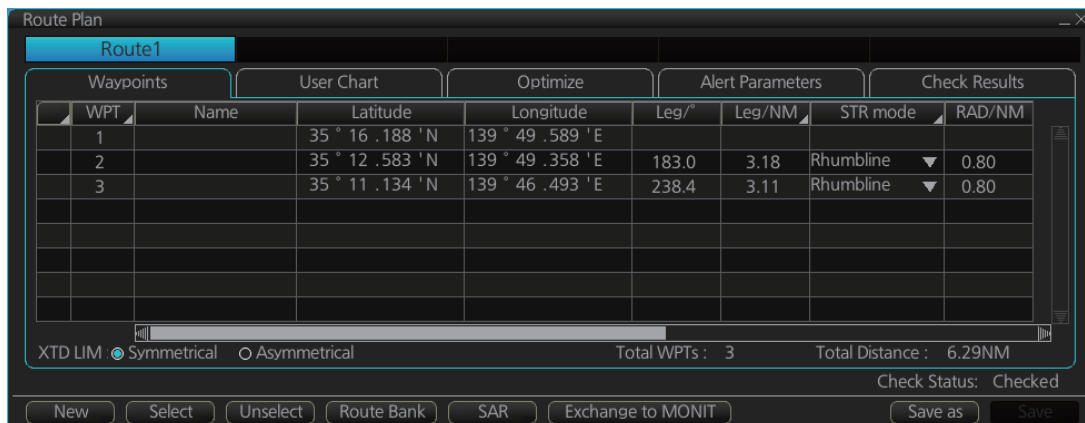 Route Plan
Route1
Waypoints User Chart Optimize Alert Parameters Check Results
WPT Name Latitude Longitude Leg/° Leg/NM STR mode RAD/NM
1 35 ° 16 .188 'N 139 ° 49 .589 'E
2 35 ° 12 .583 'N 139 ° 49 .358 'E 183.0 3.18 Rhumbline 0.80
3 35 ° 11 .134 'N 139 ° 46 .493 'E 238.4 3.11 Rhumbline 0.80
XTD LIM : Symmetrical Asymmetrical Total WPTs : 3 Total Distance : 6.29NM
Check Status: Checked
New Select Unselect Route Bank SAR Exchange to MONIT Save as Save